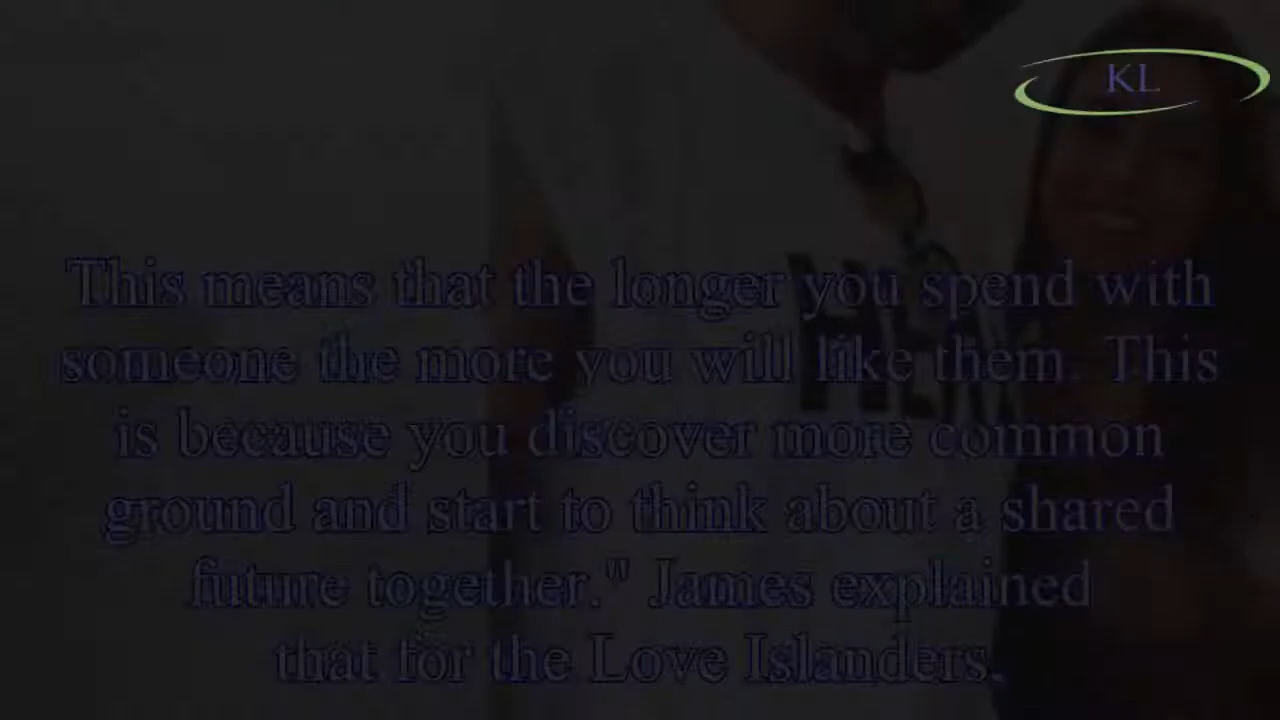 KL
This means that the longer you spend with
someone the more you will like them. This
is because you discover more common
ground and start to think about a shared
future together." James explained
that for the Love Islanders.